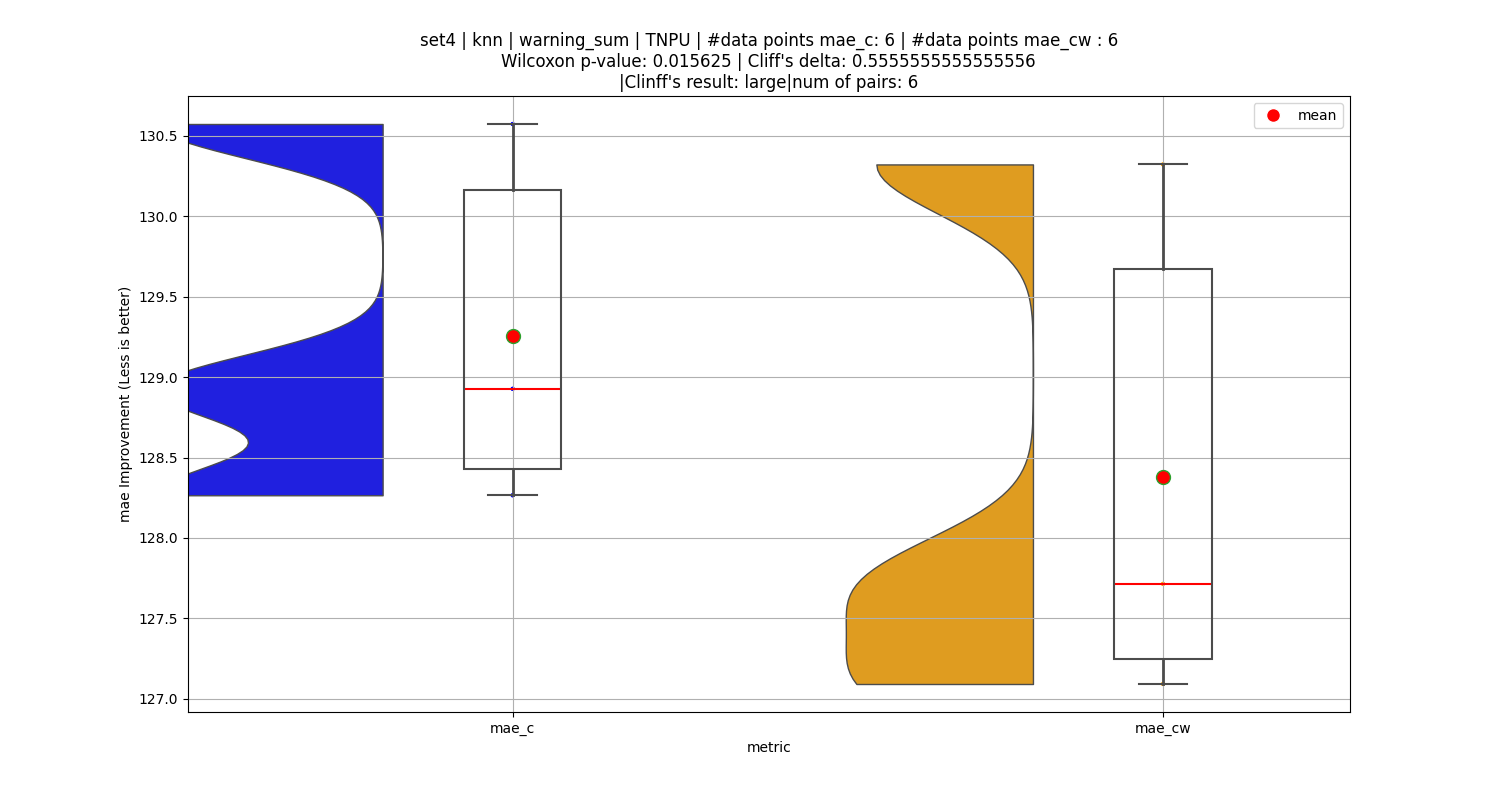 set4 | knn | warning_sum | TNPU | #data points mae_c: 6 | #data points mae_cw : 6
Wilcoxon p-value: 0.015625 | Cliff's delta: 0.5555555555555556
|Clinff's result: large|num of pairs: 6
mean
mae Improvement (Less is better)
130.5
130.0
129.5
129.0
128.5
128.0
127.5
127.0
mae_c
mae_cw
metric